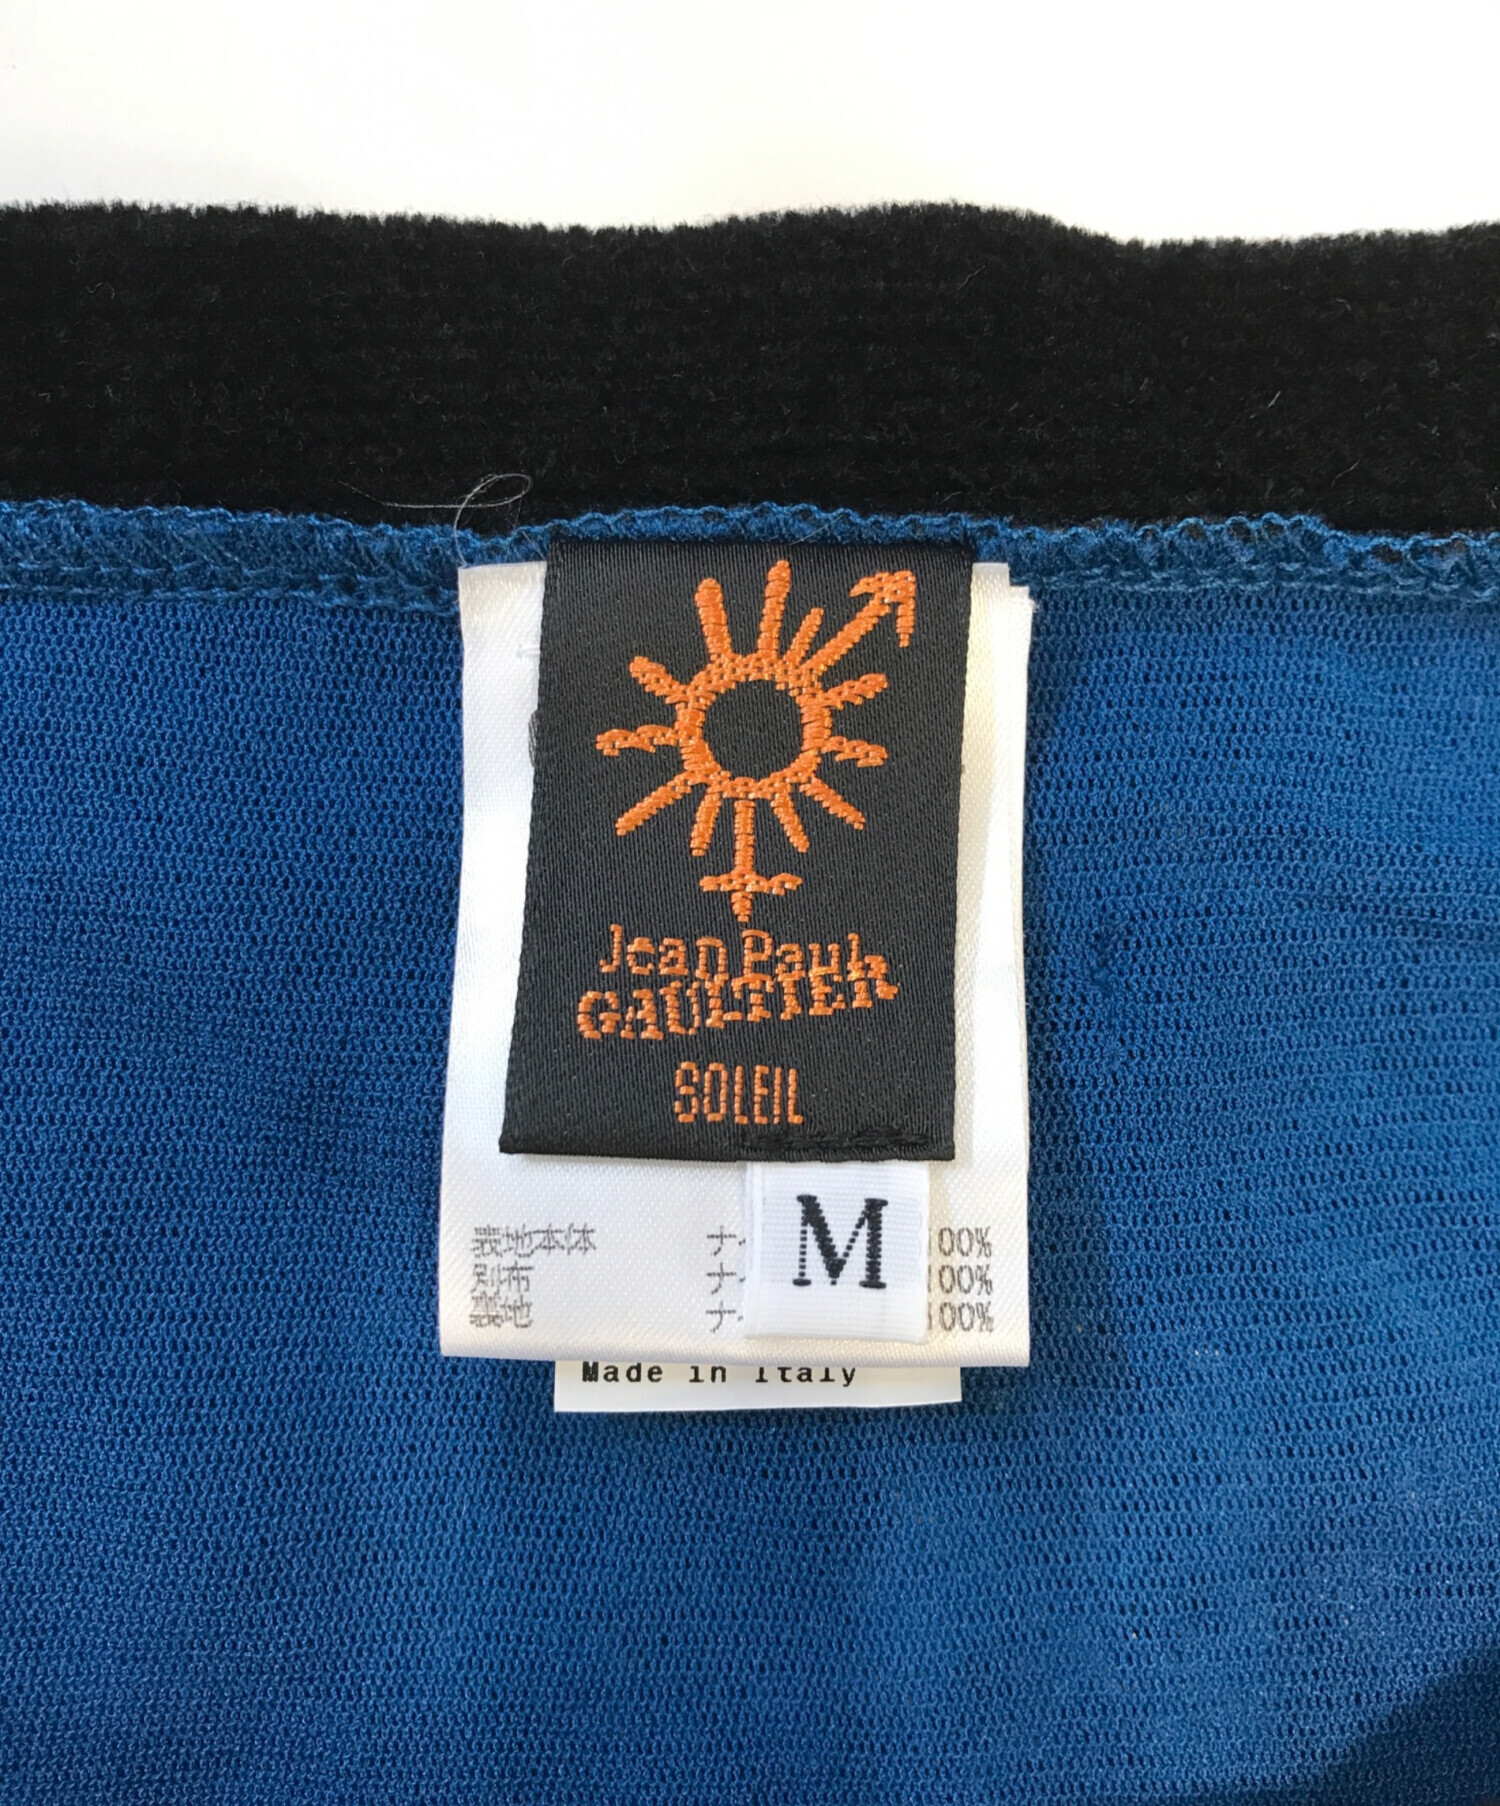 Jean Paul
GAULTIER
SOLEIL
M
表地本体 100%
別布 100%
裏地 100%
Made in Italy